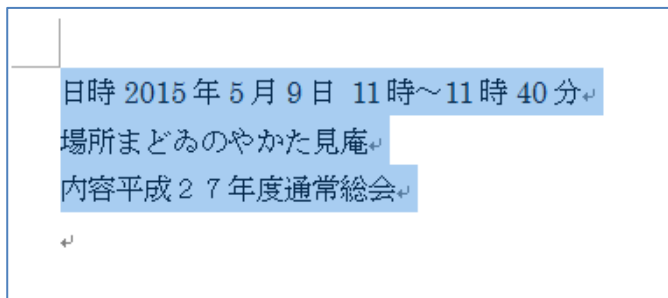 日時 2015 年 5 月 9 日 11 時～11 時 40 分
場所まどゐのやかた見庵
内容平成２７年度通常総会